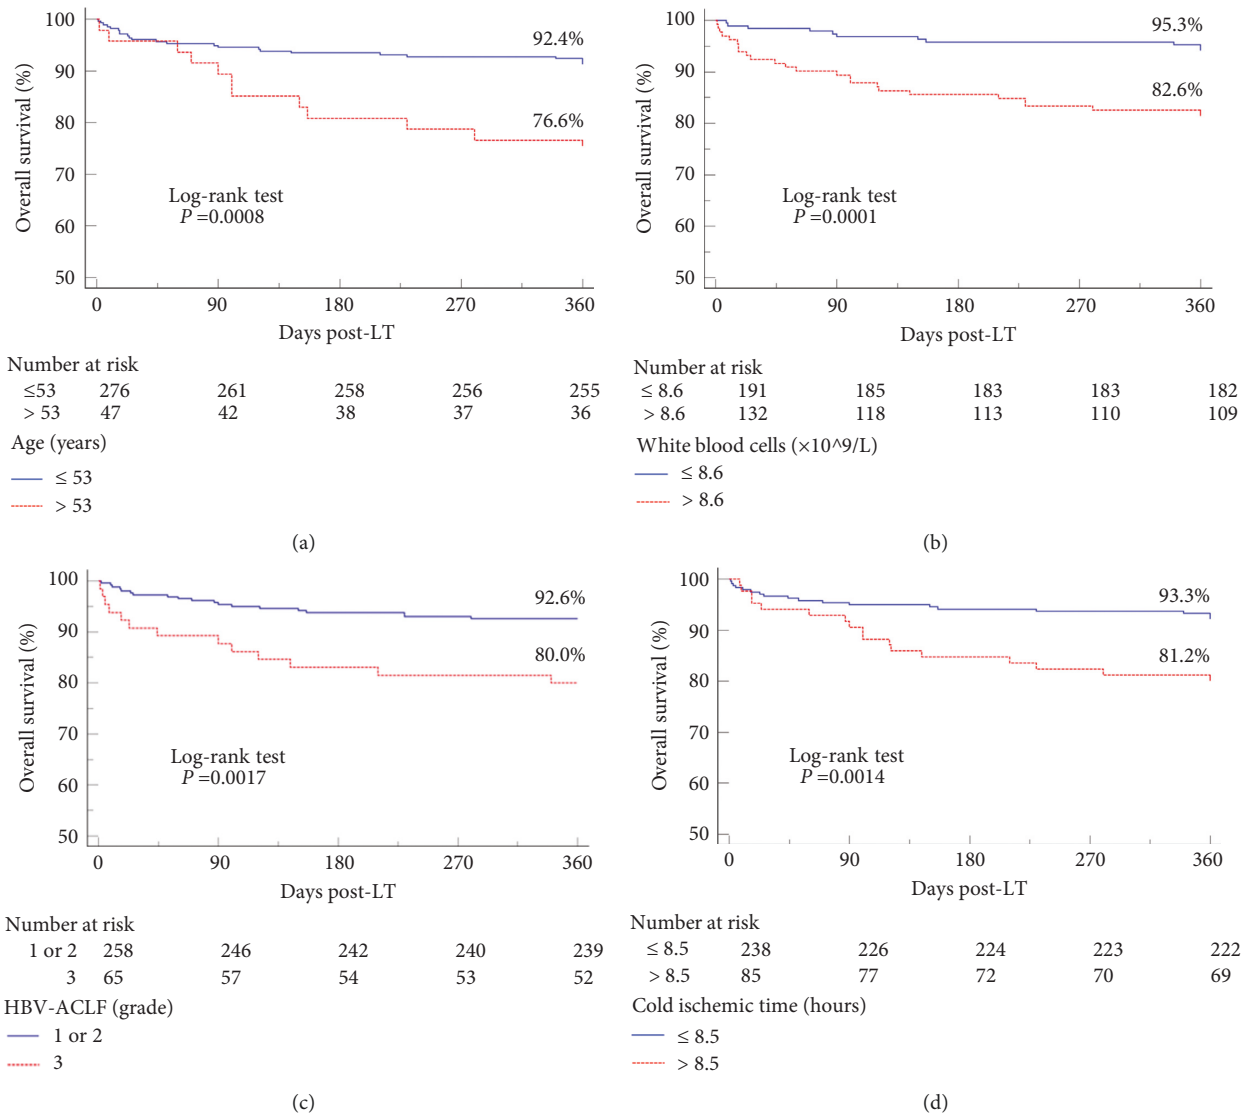 100
90
80
70
60
50
Overall survival (%)
92.4%
76.6%
Log-rank test
P =0.0008
0 90 180 270 360
Days post-LT
Number at risk
≤53 276 261 258 256 255
> 53 47 42 38 37 36
Age (years)
≤ 53
> 53
(a)
100
90
80
70
60
50
Overall survival (%)
95.3%
82.6%
Log-rank test
P =0.0001
0 90 180 270 360
Days post-LT
Number at risk
≤ 8.6 191 185 183 183 182
> 8.6 132 118 113 110 109
White blood cells (×10^9/L)
≤ 8.6
> 8.6
(b)
100
90
80
70
60
50
Overall survival (%)
92.6%
80.0%
Log-rank test
P =0.0017
0 90 180 270 360
Days post-LT
Number at risk
1 or 2 258 246 242 240 239
3 65 57 54 53 52
HBV-ACLF (grade)
1 or 2
3
(c)
100
90
80
70
60
50
Overall survival (%)
93.3%
81.2%
Log-rank test
P =0.0014
0 90 180 270 360
Days post-LT
Number at risk
≤ 8.5 238 226 224 223 222
> 8.5 85 77 72 70 69
Cold ischemic time (hours)
≤ 8.5
> 8.5
(d)